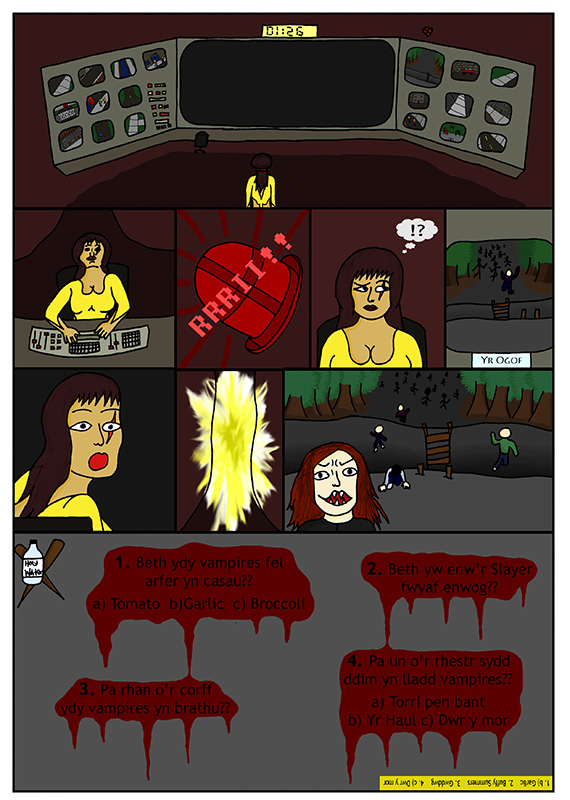 01:26
RRRII!!
!?
YR OGOF
Holy
Water
1. Beth ydy vampires fel
arfer yn casau??
a) Tomato b)Garlic c) Broccoli
2. Beth yw enw'r Slayer
fwyaf enwog??
3. Pa rhan o'r corff
ydy vampires yn brathu??
4. Pa un o'r rhestr sydd
ddim yn lladd vampires??
a) Torri pen bant
b) Yr Haul c) Dwr y mor
1. b) Garlic 2. Buffy Summers 3. Gwddwg 4. c) Dwr y mor